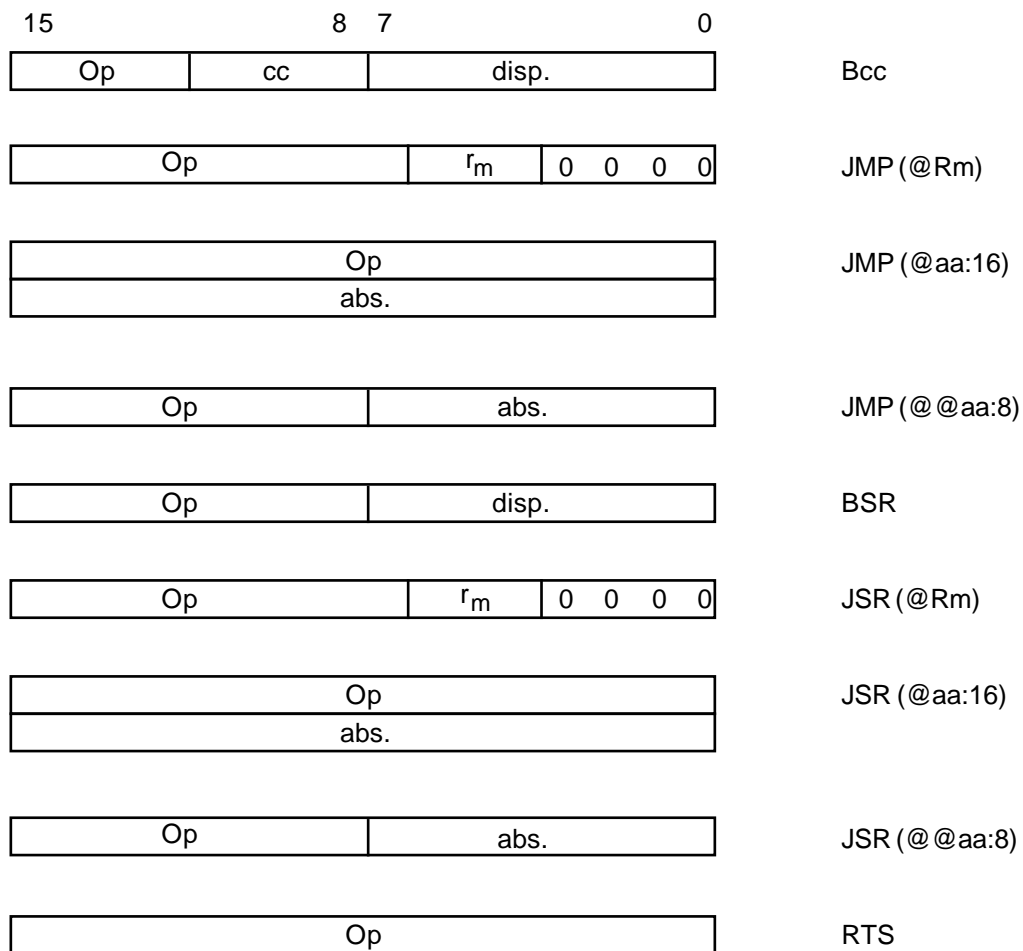 15 8 7 0
Op cc disp. Bcc
Op rm 0 0 0 0 JMP (@Rm)
Op JMP (@aa:16)
abs.
Op abs. JMP (@@aa:8)
Op disp. BSR
Op rm 0 0 0 0 JSR (@Rm)
Op JSR (@aa:16)
abs.
Op abs. JSR (@@aa:8)
Op RTS